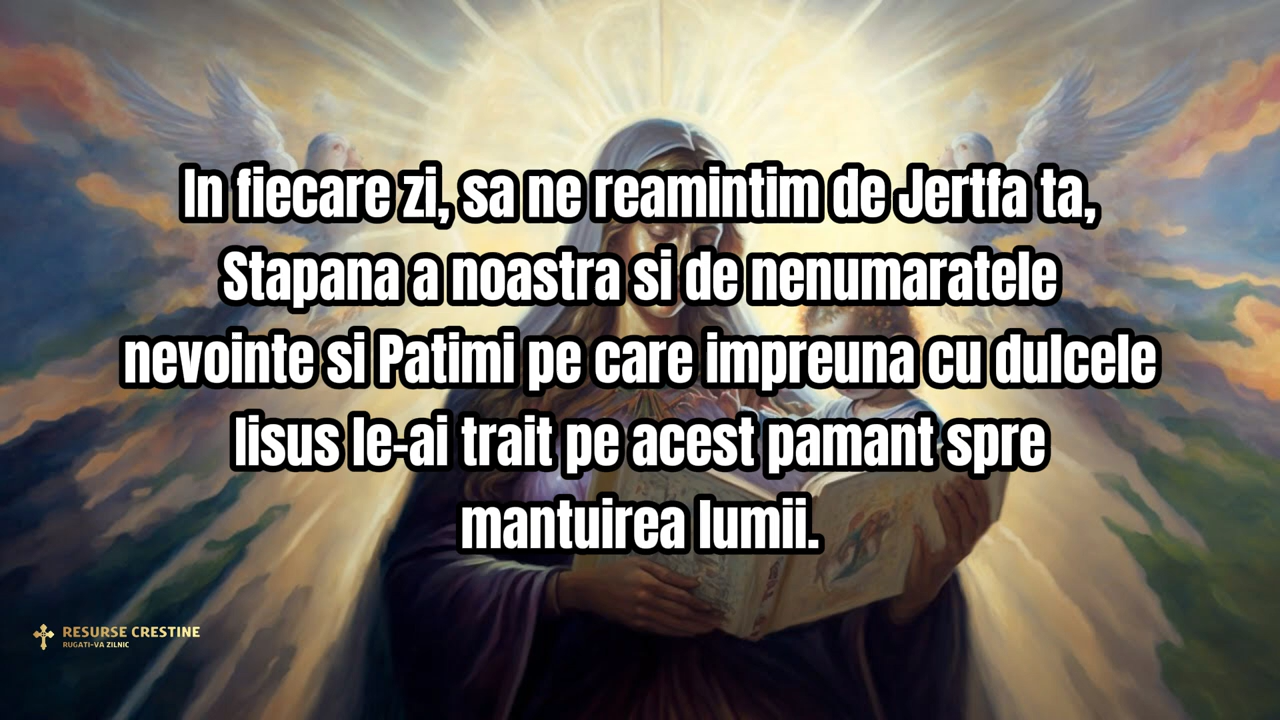 In fiecare zi, sa ne reamintim de Jertfa ta,
Stapana a noastra si de nenumaratele
nevointe si Patimi pe care impreuna cu dulcele
Iisus le-ai trait pe acest pamant spre
mantuirea lumii.
RESURSE CRESTINE
RUGATI-VA ZILNIC